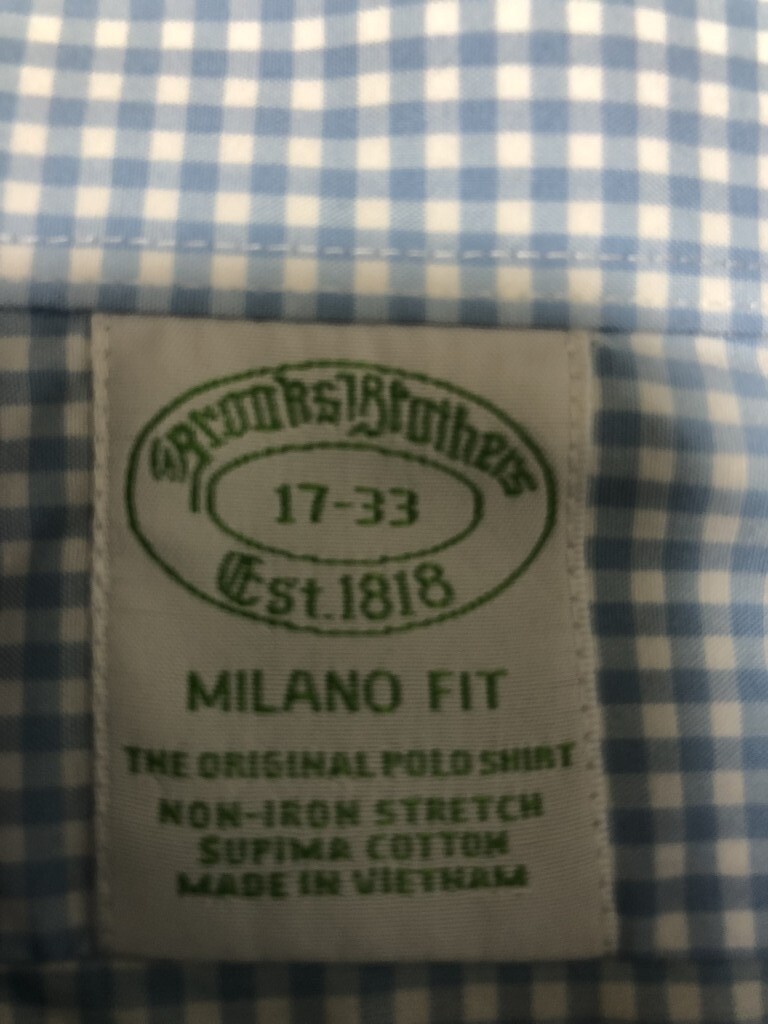 Brooks Brothers
17-33
Est.1818
MILANO FIT
THE ORIGINAL POLO SHIRT
NON-IRON STRETCH
SUPIMA COTTON
MADE IN VIETNAM